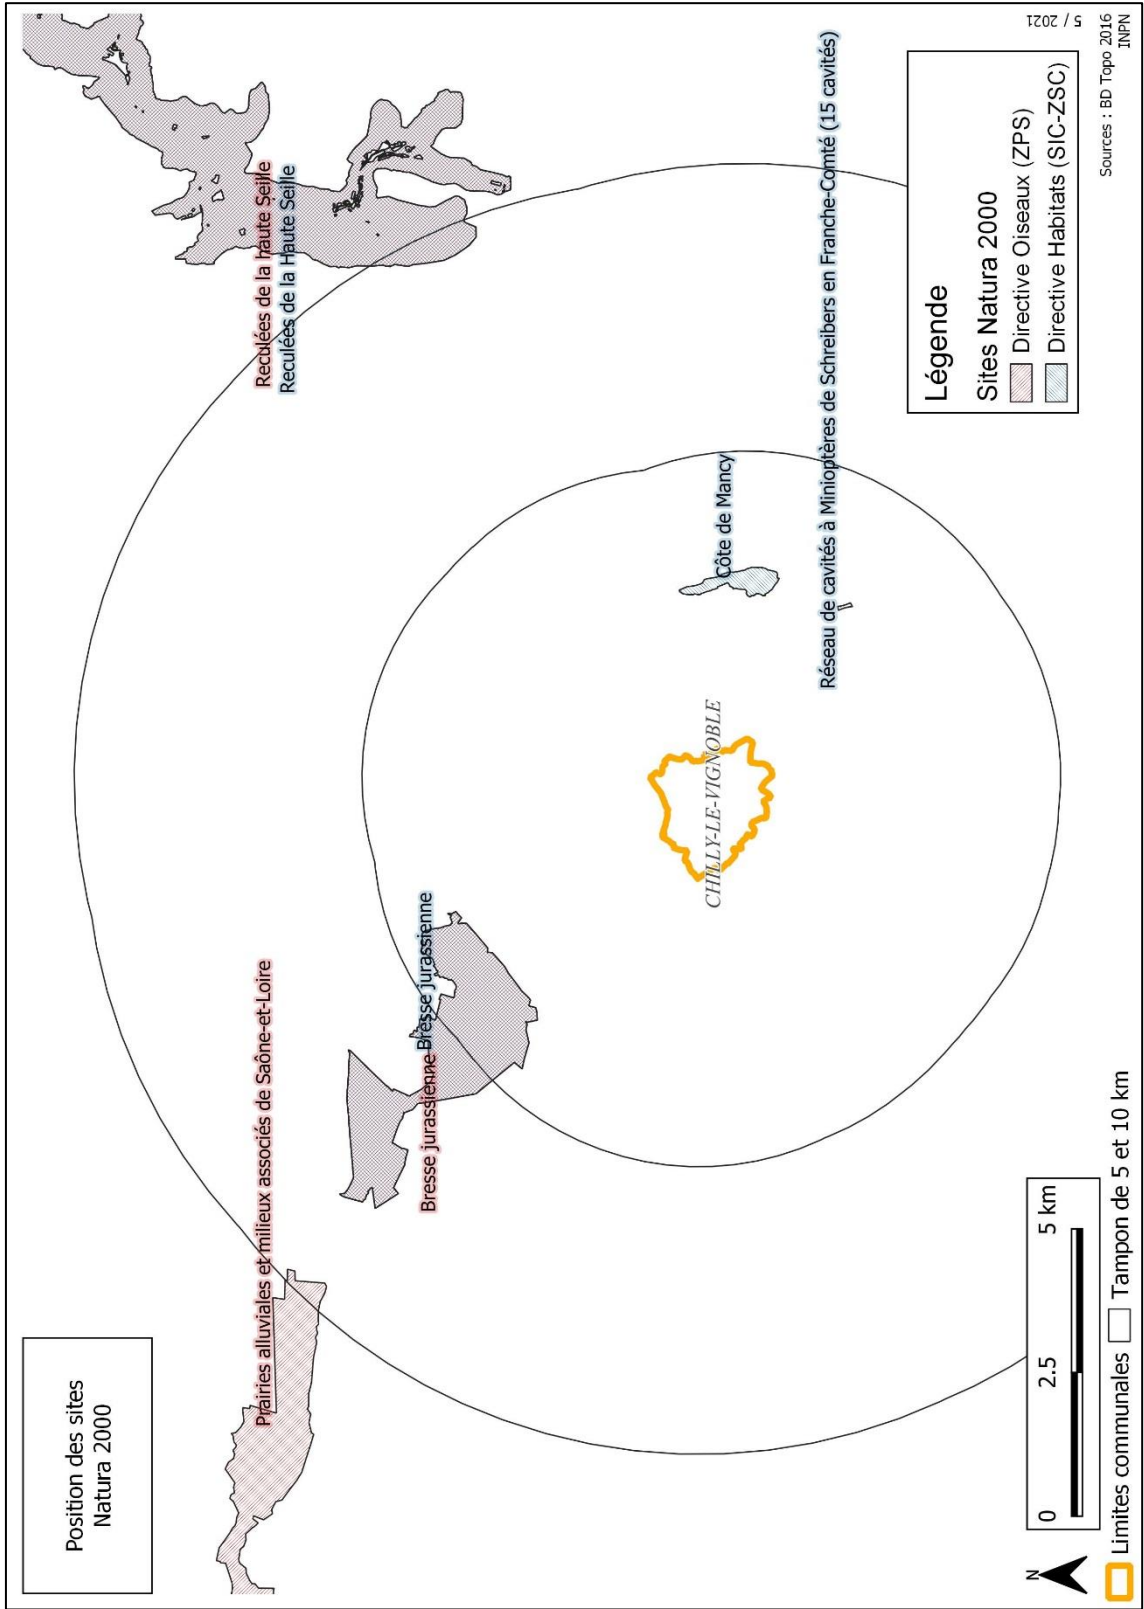 Position des sites
Natura 2000
Prairies alluviales et milieux associés de Saône-et-Loire
Reculées de la haute Seille
Reculées de la Haute Seille
Bresse jurassienne
Bresse jurassienne
Côte de Mancy
CHILLY-LE-VIGNOBLE
Réseau de cavités à Minioptères de Schreibers en Franche-Comté (15 cavités)
Légende
Sites Natura 2000
Directive Oiseaux (ZPS)
Directive Habitats (SIC-ZSC)
N
0 2.5 5 km
Limites communales
Tampon de 5 et 10 km
5 / 2021
Sources : BD Topo 2016
INPN